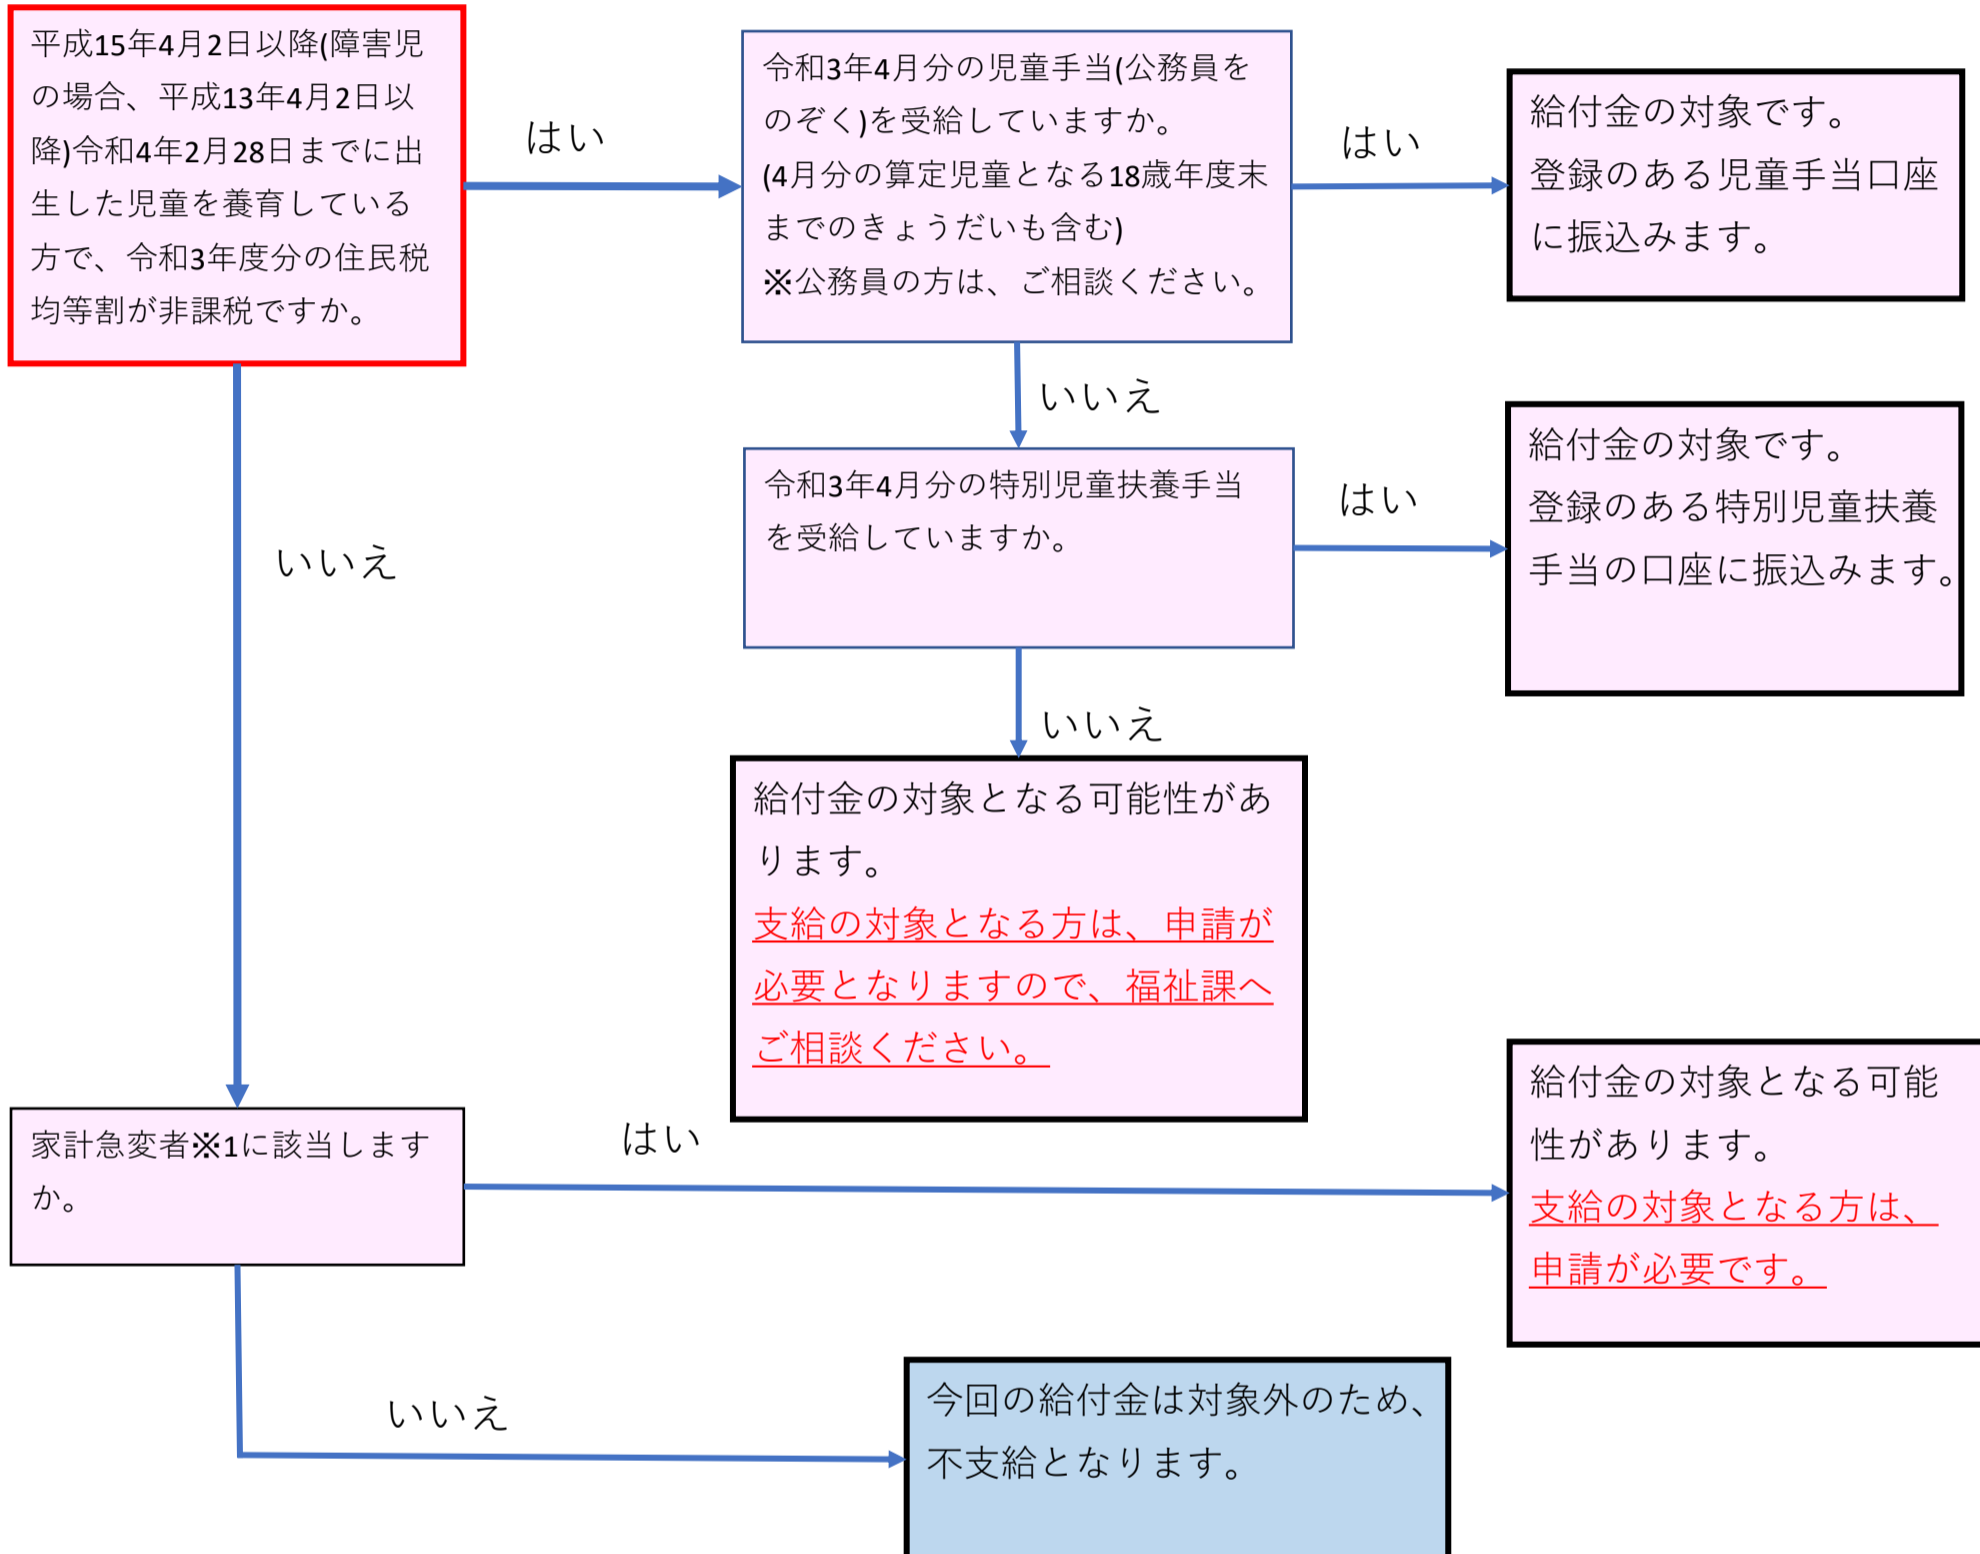 平成15年4月2日以降(障害児
の場合、平成13年4月2日以
降)令和4年2月28日までに出
生した児童を養育している
方で、令和3年度分の住民税
均等割が非課税ですか。
はい
令和3年4月分の児童手当(公務員を
のぞく)を受給していますか。
(4月分の算定児童となる18歳年度末
までのきょうだいも含む)
※公務員の方は、ご相談ください。
はい
給付金の対象です。
登録のある児童手当口座
に振込みます。
いいえ
令和3年4月分の特別児童扶養手当
を受給していますか。
はい
給付金の対象です。
登録のある特別児童扶養
手当の口座に振込みます。
いいえ
いいえ
給付金の対象となる可能性があ
ります。
支給の対象となる方は、申請が
必要となりますので、福祉課へ
ご相談ください。
家計急変者※1に該当します
か。
はい
給付金の対象となる可能
性があります。
支給の対象となる方は、
申請が必要です。
いいえ
今回の給付金は対象外のため、
不支給となります。